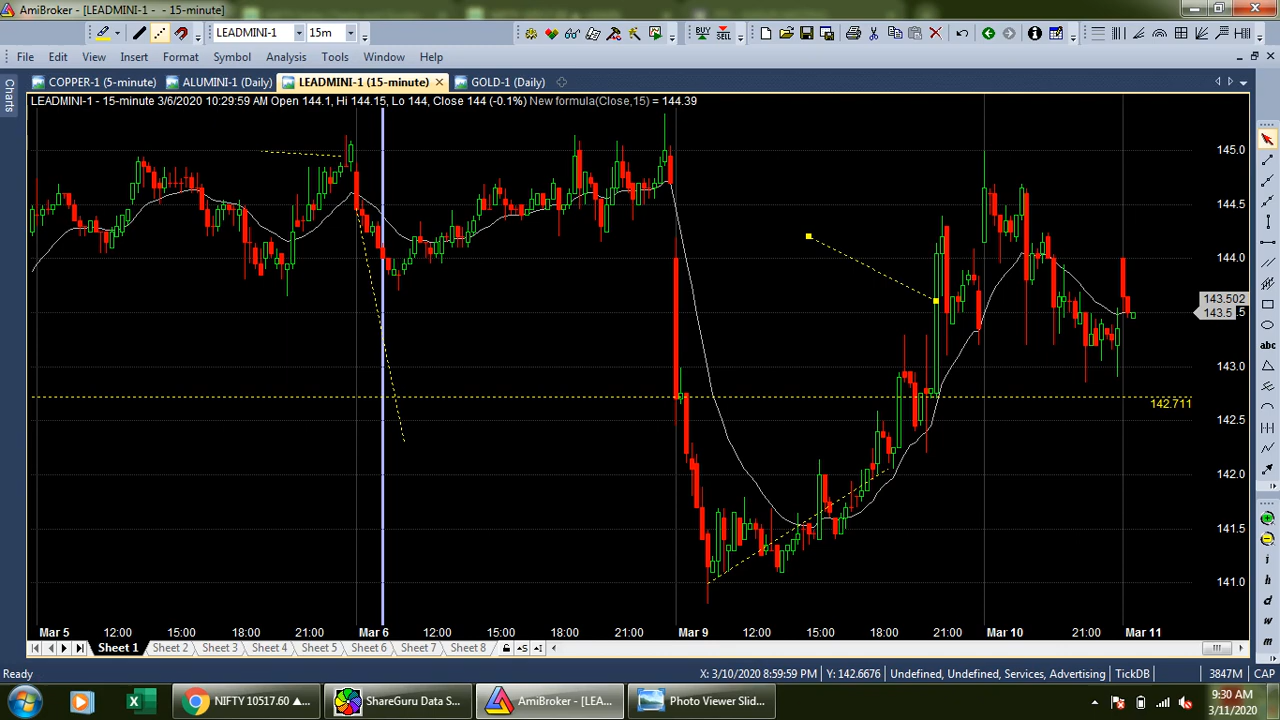 AmiBroker - [LEADMINI-1 - - 15-minute]
LEADMINI-1
15m
BUY SELL
File Edit View Insert Format Symbol Analysis Tools Window Help
Charts
COPPER-1 (5-minute)
ALUMINI-1 (Daily)
LEADMINI-1 (15-minute)
GOLD-1 (Daily)
LEADMINI-1 - 15-minute 3/6/2020 10:29:59 AM Open 144.1, Hi 144.15, Lo 144, Close 144 (-0.1%) New formula(Close,15) = 144.39
145.0
144.5
144.0
143.502
143.5
143.0
142.711
142.5
142.0
141.5
141.0
abc
i
h
d
w
m
Mar 5 12:00 15:00 18:00 21:00 Mar 6 12:00 15:00 18:00 21:00 Mar 9 12:00 15:00 18:00 21:00 Mar 10 21:00 Mar 11
Sheet 1 Sheet 2 Sheet 3 Sheet 4 Sheet 5 Sheet 6 Sheet 7 Sheet 8
Ready
X: 3/10/2020 8:59:59 PM Y: 142.6676 Undefined, Undefined, Services, Advertising TickDB 3847M CAP
NIFTY 10517.60 ▲...
ShareGuru Data S...
AmiBroker - [LEA...
Photo Viewer Slid...
9:30 AM
3/11/2020